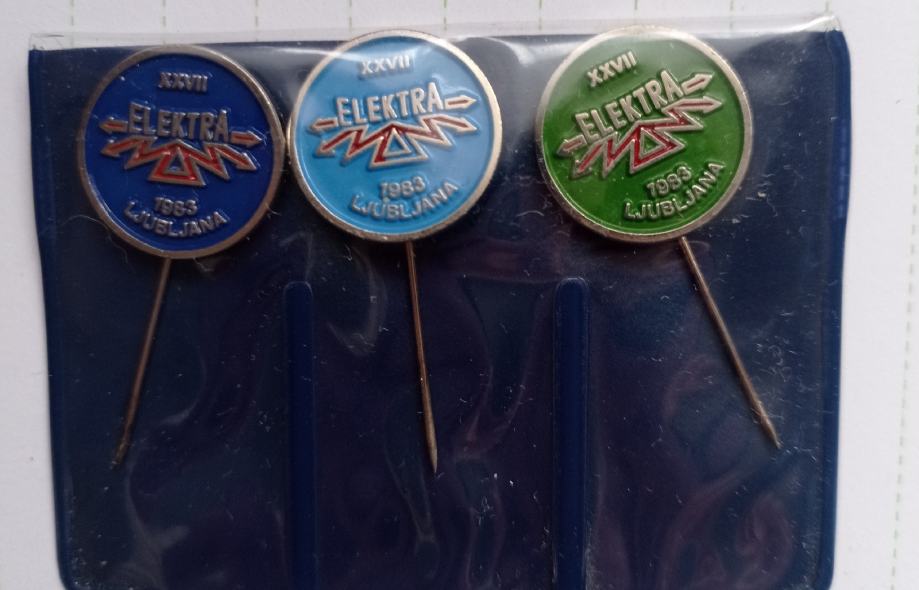 XXVII
ELEKTRA
1983
LJUBLJANA
XXVII
ELEKTRA
1983
LJUBLJANA
XXVII
ELEKTRA
1983
LJUBLJANA